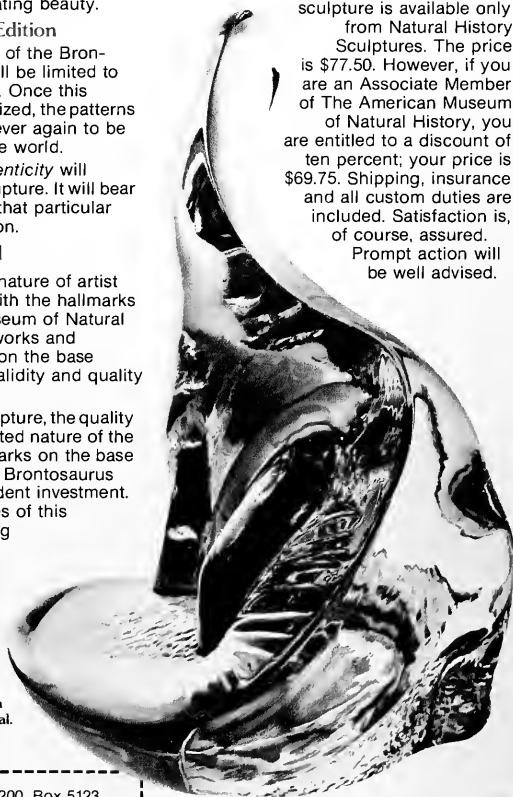 ating beauty.
Edition
of the Bron-
ll be limited to
Once this
ized, the patterns
ever again to be
e world.
enticity will
pture. It will bear
that particular
on.
nature of artist
ith the hallmarks
seum of Natural
works and
on the base
alidity and quality
pture, the quality
ted nature of the
arks on the base
Brontosaurus
dent investment.
es of this
g
al.
200, Box 5123
sculpture is available only
from Natural History
Sculptures. The price
is $77.50. However, if you
are an Associate Member
of The American Museum
of Natural History, you
are entitled to a discount of
ten percent; your price is
$69.75. Shipping, insurance
and all custom duties are
included. Satisfaction is,
of course, assured.
Prompt action will
be well advised.